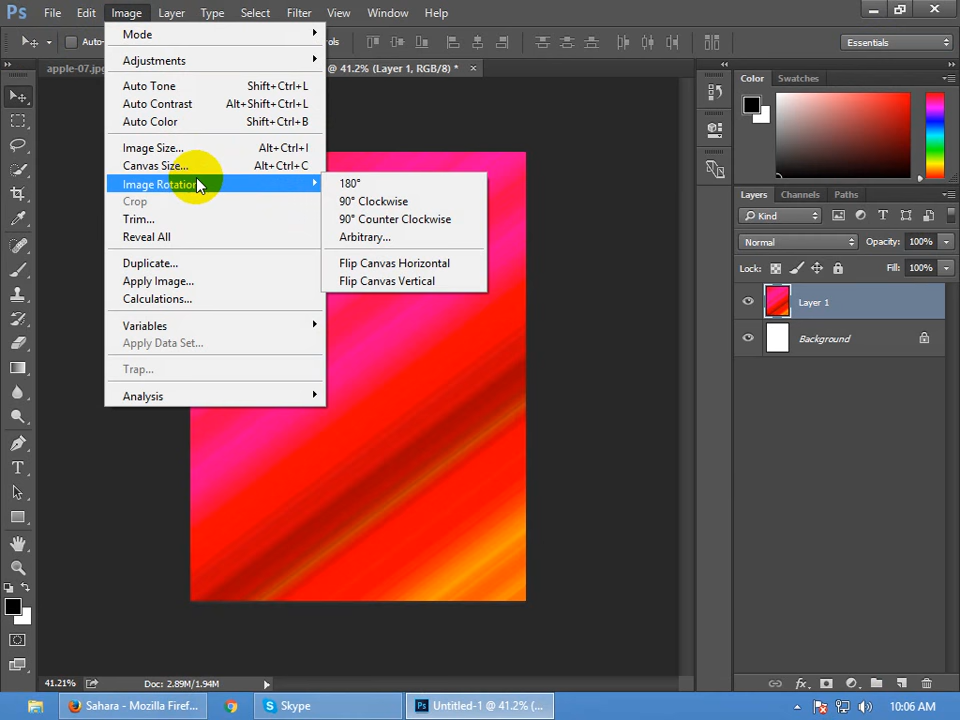 Ps File Edit Image Layer Type Select Filter View Window Help
Auto-
Essentials
apple-07.jpg
@ 41.2% (Layer 1, RGB/8) *
Mode
Adjustments
Auto Tone Shift+Ctrl+L
Auto Contrast Alt+Shift+Ctrl+L
Auto Color Shift+Ctrl+B
Image Size... Alt+Ctrl+I
Canvas Size... Alt+Ctrl+C
Image Rotation
Crop
Trim...
Reveal All
Duplicate...
Apply Image...
Calculations...
Variables
Apply Data Set...
Trap...
Analysis
180°
90° Clockwise
90° Counter Clockwise
Arbitrary...
Flip Canvas Horizontal
Flip Canvas Vertical
Color Swatches
Layers Channels Paths
Kind
Normal Opacity: 100%
Lock: Fill: 100%
Layer 1
Background
41.21% Doc: 2.89M/1.94M
Sahara - Mozilla Firef... Skype Ps Untitled-1 @ 41.2% (... 10:06 AM